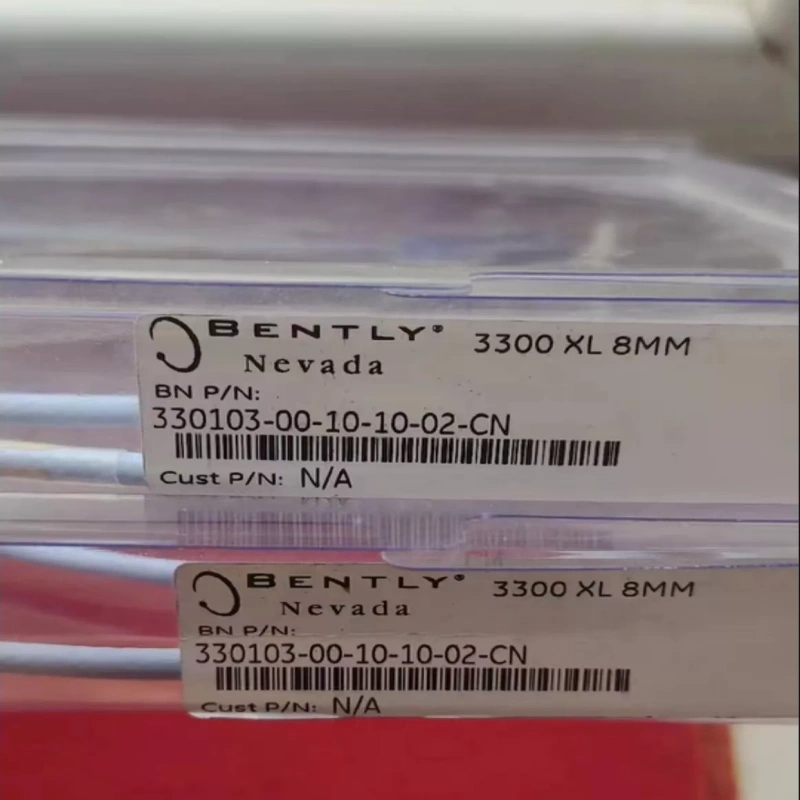 BENTLY® 3300 XL 8MM
Nevada
BN P/N:
330103-00-10-10-02-CN
Cust P/N: N/A
BENTLY® 3300 XL 8MM
Nevada
BN P/N:
330103-00-10-10-02-CN
Cust P/N: N/A